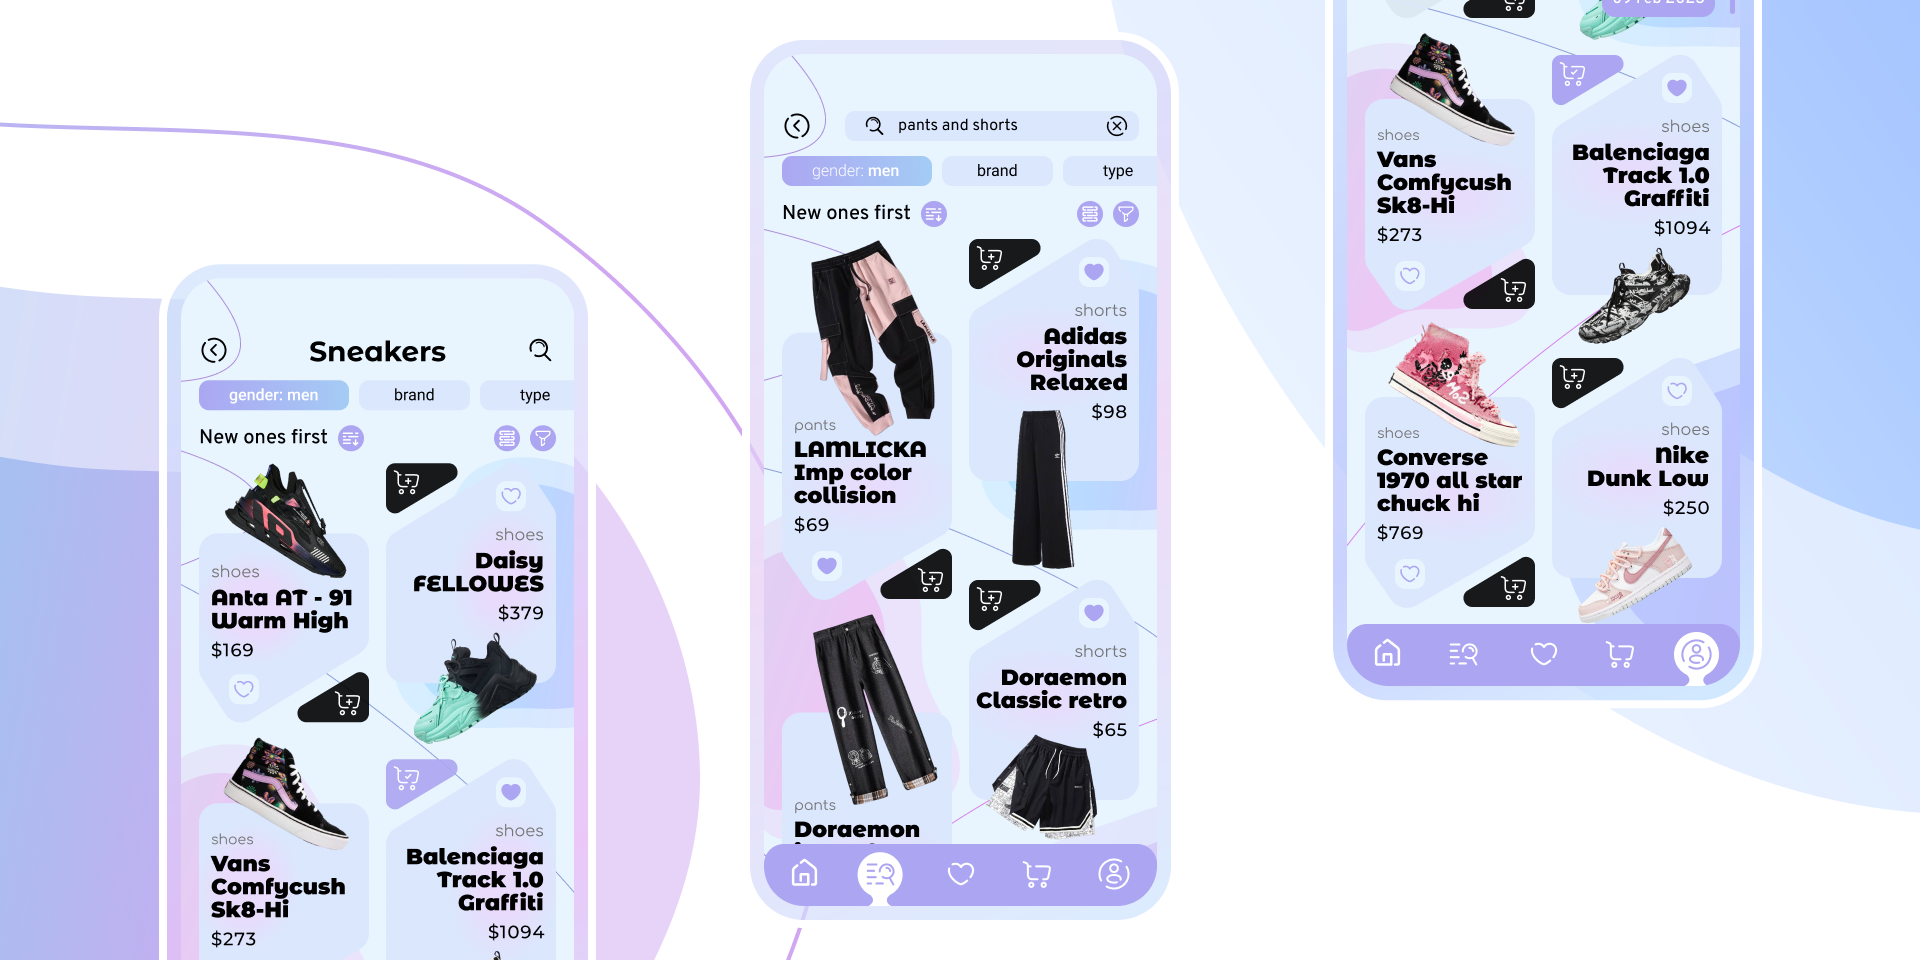 Sneakers
gender: men
brand
type
New ones first
shoes
Anta AT - 91
Warm High
$169
shoes
Daisy
FELLOWES
$379
shoes
Vans
Comfycush
Sk8-Hi
$273
shoes
Balenciaga
Track 1.0
Graffiti
$1094
pants and shorts
gender: men
brand
type
New ones first
pants
LAMLICKA
Imp color
collision
$69
shorts
Adidas
Originals
Relaxed
$98
pants
Doraemon
shorts
Doraemon
Classic retro
$65
shoes
Vans
Comfycush
Sk8-Hi
$273
shoes
Balenciaga
Track 1.0
Graffiti
$1094
shoes
Converse
1970 all star
chuck hi
$769
shoes
Nike
Dunk Low
$250